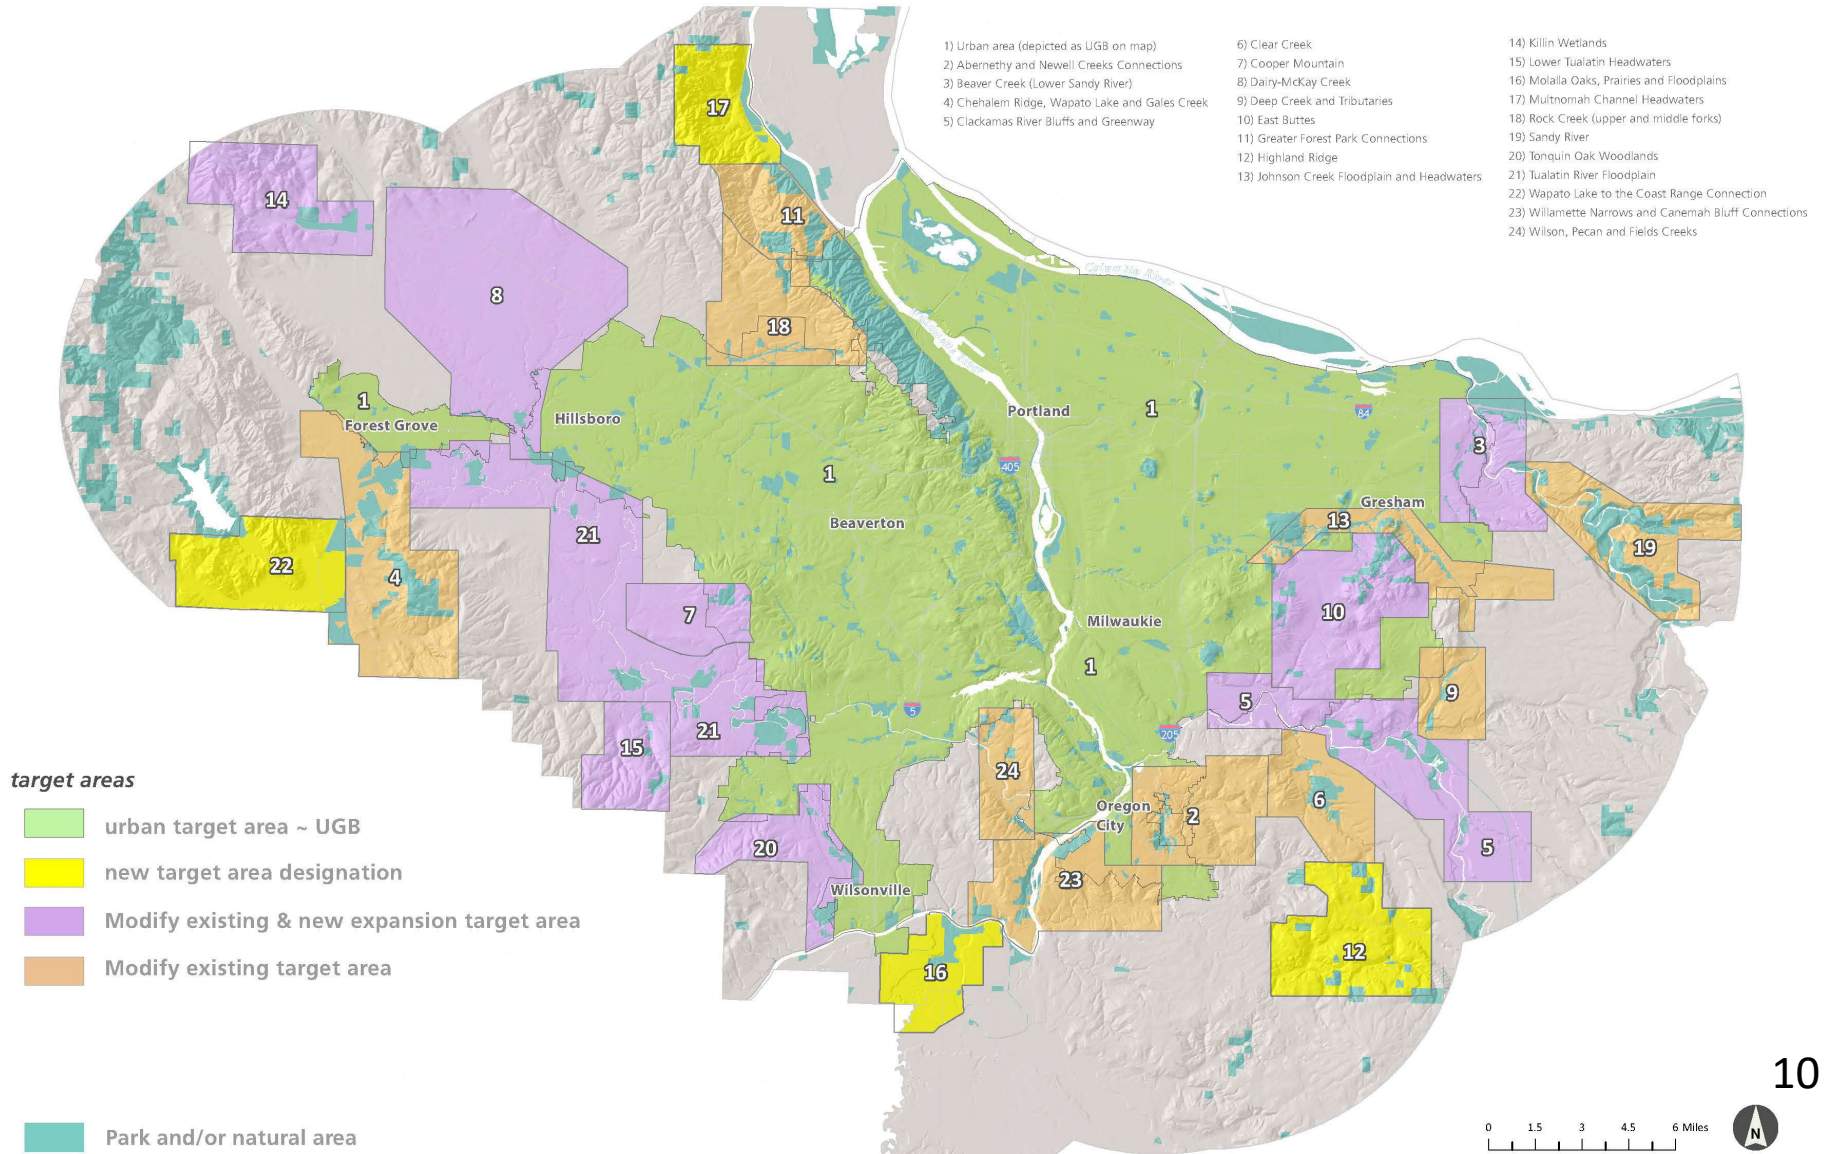 1) Urban area (depicted as UGB on map)
2) Abernethy and Newell Creeks Connections
3) Beaver Creek (Lower Sandy River)
4) Chehalem Ridge, Wapato Lake and Gales Creek
5) Clackamas River Bluffs and Greenway
6) Clear Creek
7) Cooper Mountain
8) Dairy-McKay Creek
9) Deep Creek and Tributaries
10) East Buttes
11) Greater Forest Park Connections
12) Highland Ridge
13) Johnson Creek Floodplain and Headwaters
14) Killin Wetlands
15) Lower Tualatin Headwaters
16) Molalla Oaks, Prairies and Floodplains
17) Multnomah Channel Headwaters
18) Rock Creek (upper and middle forks)
19) Sandy River
20) Tonquin Oak Woodlands
21) Tualatin River Floodplain
22) Wapato Lake to the Coast Range Connection
23) Willamette Narrows and Canemah Bluff Connections
24) Wilson, Pecan and Fields Creeks
17
14
11
8
Columbia River
18
1
Forest Grove
Hillsboro
Portland
1
84
3
1
405
Beaverton
Gresham
13
21
19
22
4
7
10
Milwaukie
1
5
9
5
21
15
205
24
6
Oregon
City
2
20
5
Wilsonville
23
12
16
target areas
urban target area ~ UGB
new target area designation
Modify existing & new expansion target area
Modify existing target area
Park and/or natural area
10
0 1.5 3 4.5 6 Miles
N